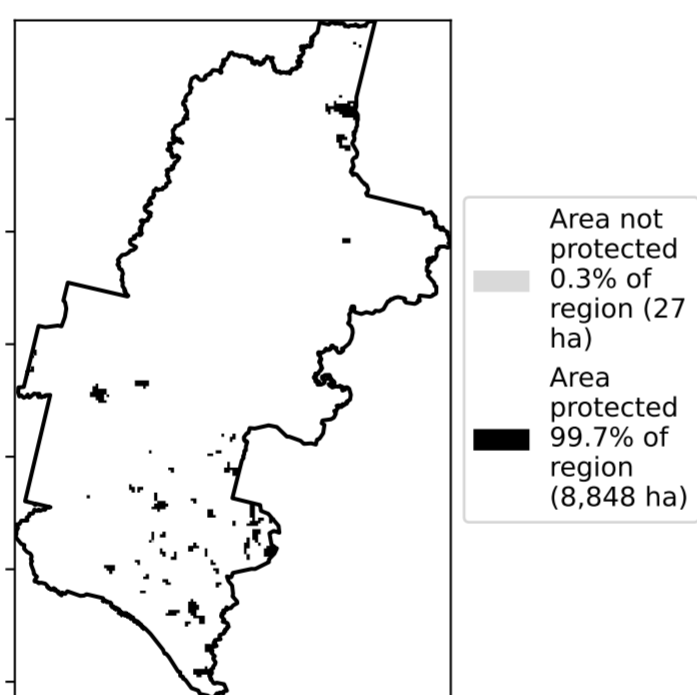 Area not
protected
0.3% of
region (27
ha)
Area
protected
99.7% of
region
(8,848 ha)